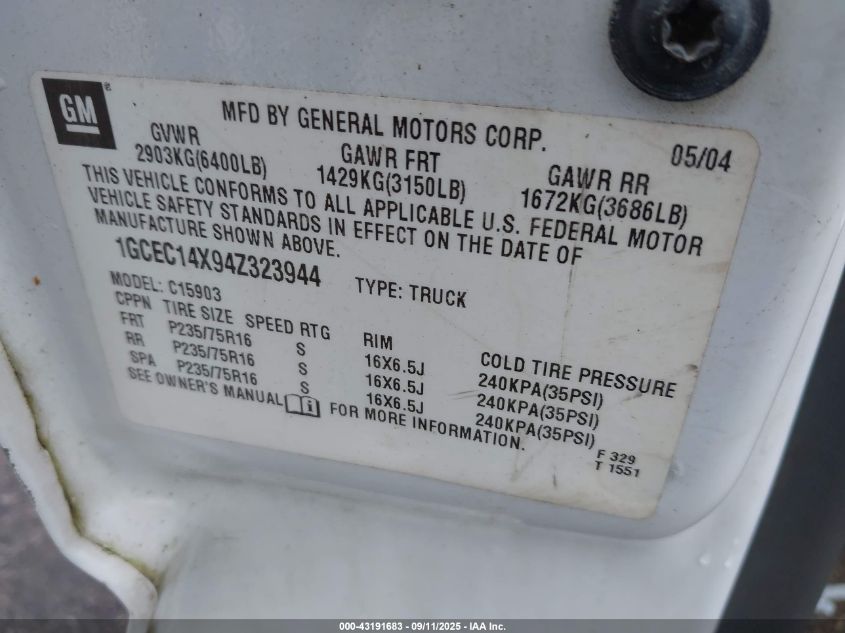 GM
MFD BY GENERAL MOTORS CORP. 05/04
GVWR GAWR FRT GAWR RR
2903KG(6400LB) 1429KG(3150LB) 1672KG(3686LB)
THIS VEHICLE CONFORMS TO ALL APPLICABLE U.S. FEDERAL MOTOR
VEHICLE SAFETY STANDARDS IN EFFECT ON THE DATE OF
MANUFACTURE SHOWN ABOVE.
1GCEC14X94Z323944 TYPE: TRUCK
MODEL: C15903
CPPN TIRE SIZE SPEED RTG RIM COLD TIRE PRESSURE
FRT P235/75R16 S 16X6.5J 240KPA(35PSI)
RR P235/75R16 S 16X6.5J 240KPA(35PSI)
SPA P235/75R16 S 16X6.5J 240KPA(35PSI)
SEE OWNER'S MANUAL FOR MORE INFORMATION.
F 329
T 1551
000-43191683 - 09/11/2025 - IAA Inc.